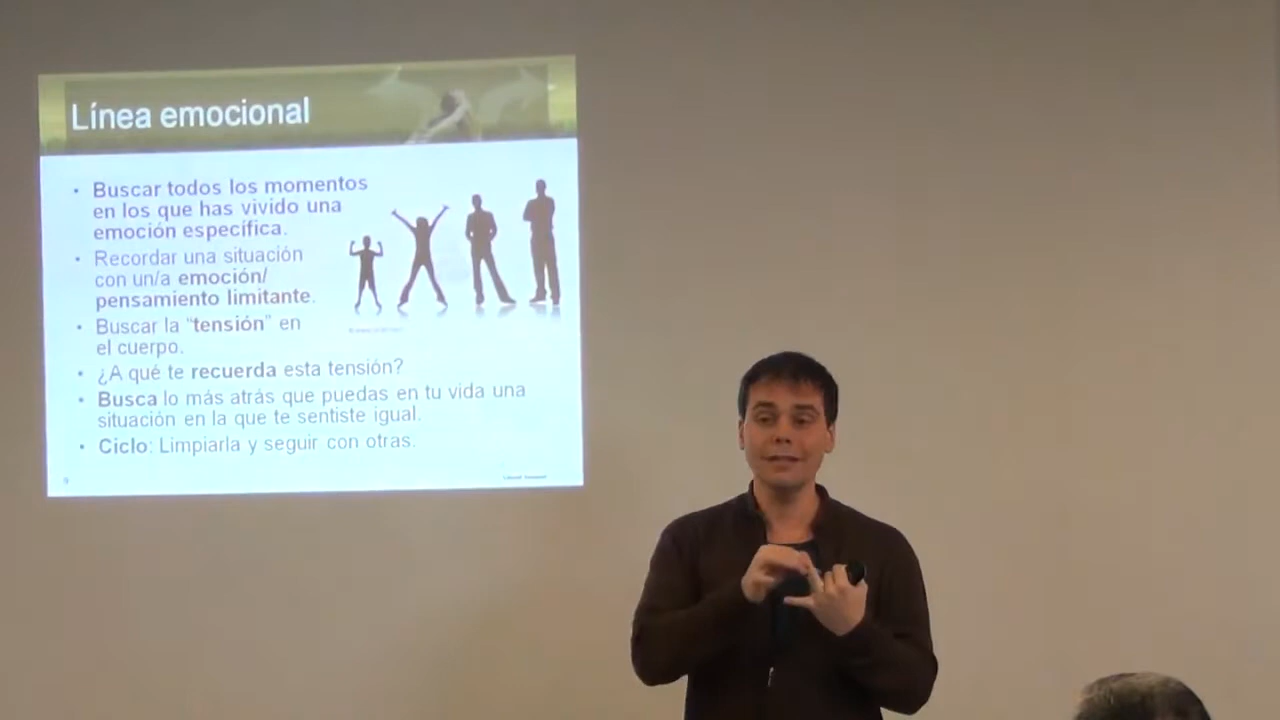 Línea emocional
• Buscar todos los momentos
en los que has vivido una
emoción específica.
• Recordar una situación
con un/a emoción/
pensamiento limitante.
• Buscar la "tensión" en
el cuerpo.
• ¿A qué te recuerda esta tensión?
• Busca lo más atrás que puedas en tu vida una
situación en la que te sentiste igual.
• Ciclo: Limpiarla y seguir con otras.